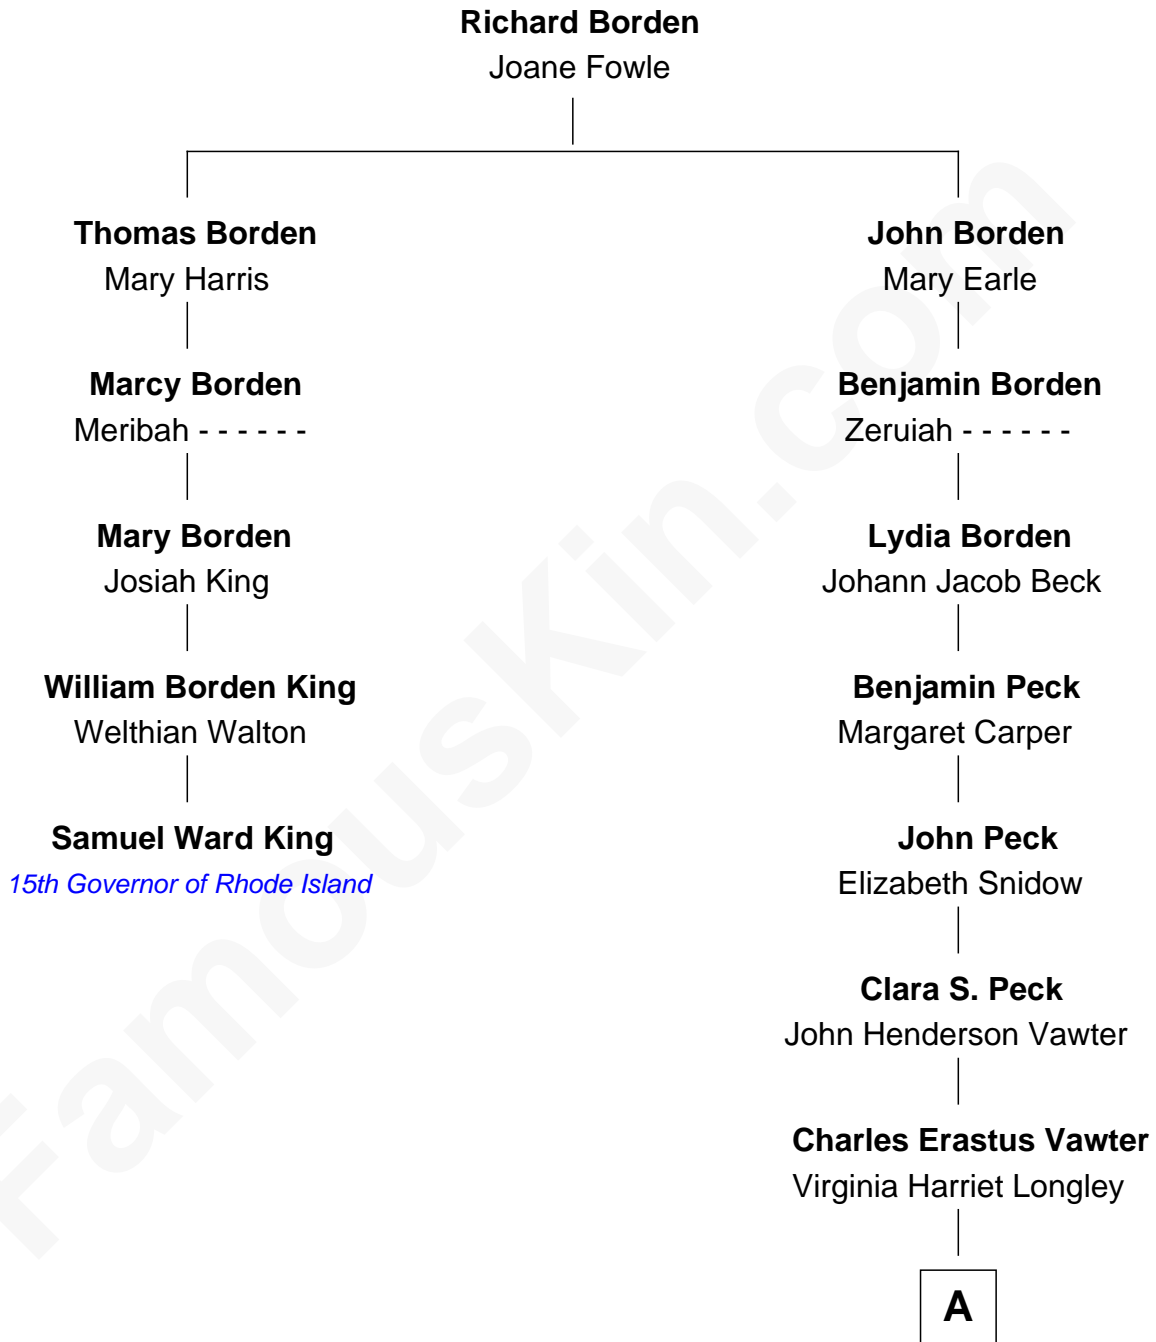 Richard Borden
Joane Fowle
Thomas Borden
Mary Harris
John Borden
Mary Earle
Marcy Borden
Meribah - - - - - -
Benjamin Borden
Zeruiah - - - - - -
Mary Borden
Josiah King
Lydia Borden
Johann Jacob Beck
William Borden King
Welthian Walton
Benjamin Peck
Margaret Carper
Samuel Ward King
15th Governor of Rhode Island
John Peck
Elizabeth Snidow
Clara S. Peck
John Henderson Vawter
Charles Erastus Vawter
Virginia Harriet Longley
A
FamousKin.com